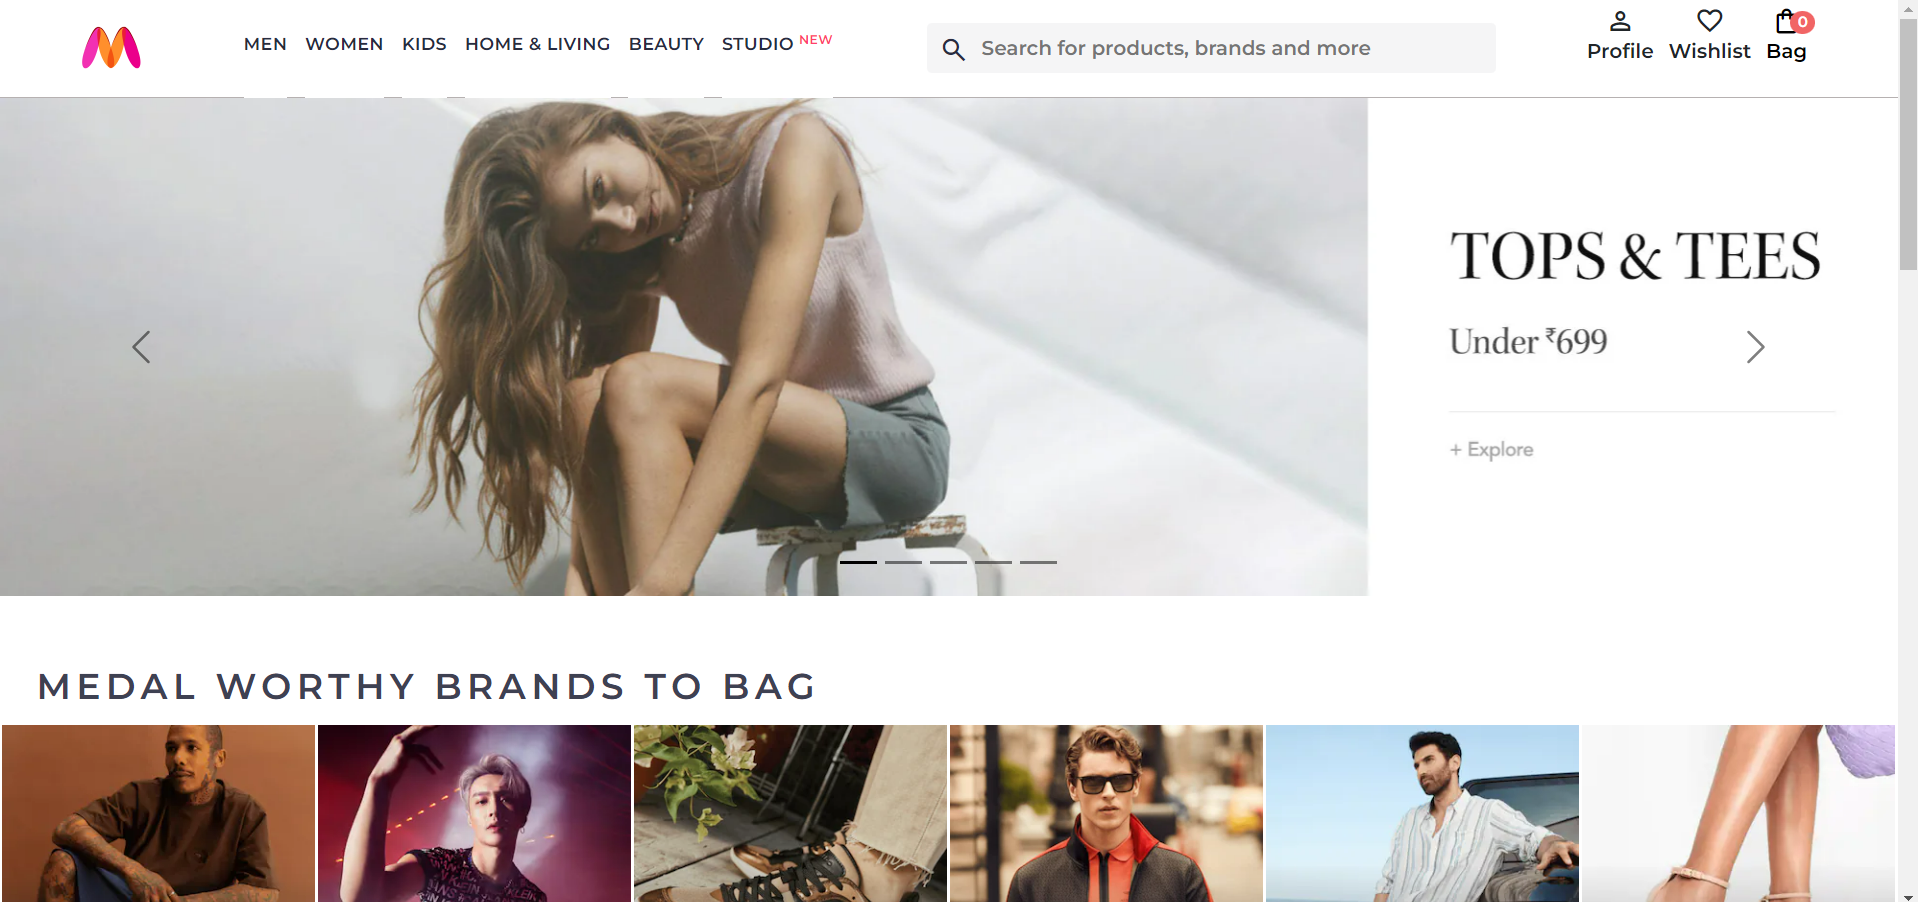 MEN WOMEN KIDS HOME & LIVING BEAUTY STUDIO NEW
Search for products, brands and more
Profile Wishlist Bag 0
TOPS & TEES
Under ₹699
+ Explore
MEDAL WORTHY BRANDS TO BAG